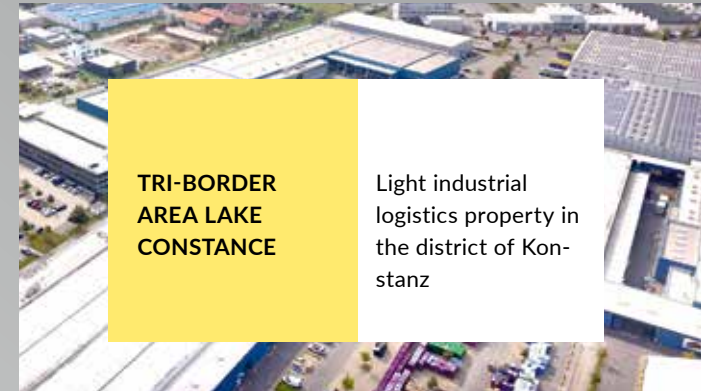 TRI-BORDER
AREA LAKE
CONSTANCE
Light industrial
logistics property in
the district of Kon-
stanz